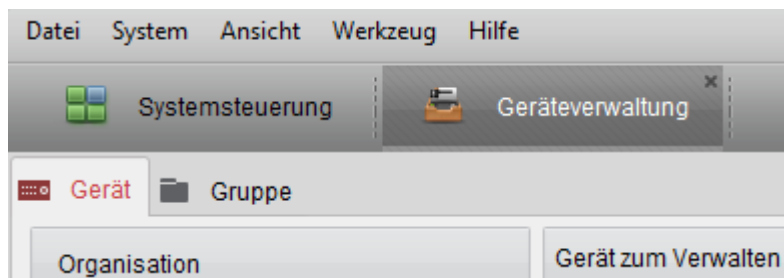 Datei System Ansicht Werkzeug Hilfe
Systemsteuerung Geräteverwaltung
Gerät Gruppe
Organisation Gerät zum Verwalten